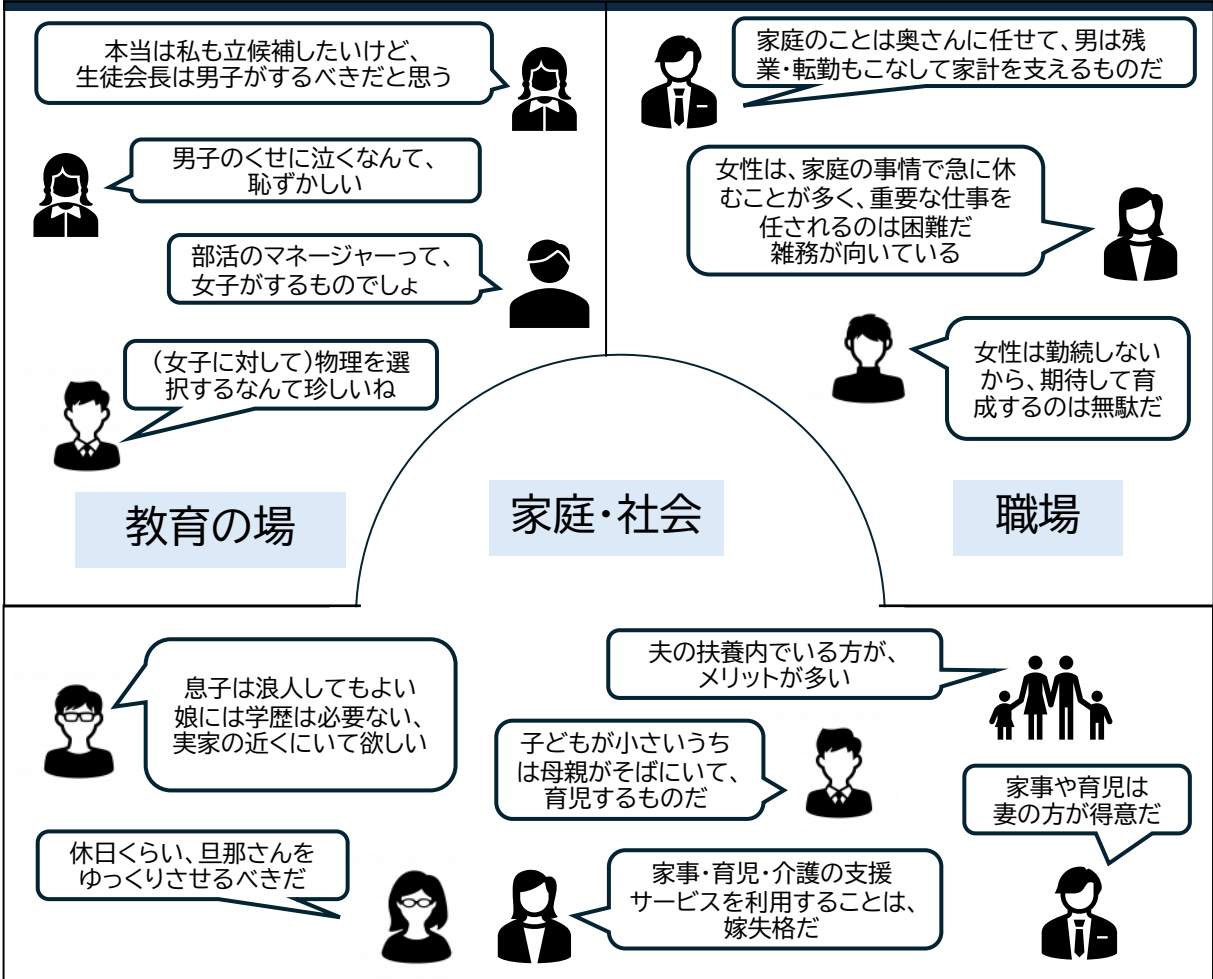 本当は私も立候補したいけど、
生徒会長は男子がするべきだと思う
男子のくせに泣くなんて、
恥ずかしい
部活のマネージャーって、
女子がするものでしょ
(女子に対して)物理を選
択するなんて珍しいね
教育の場
家庭のことは奥さんに任せて、男は残
業・転勤もこなして家計を支えるものだ
女性は、家庭の事情で急に休
むことが多く、重要な仕事を
任されるのは困難だ
雑務が向いている
女性は勤続しない
から、期待して育
成するのは無駄だ
職場
家庭・社会
息子は浪人してもよい
娘には学歴は必要ない、
実家の近くにいて欲しい
夫の扶養内でいる方が、
メリットが多い
子どもが小さいうち
は母親がそばにいて、
育児するものだ
家事や育児は
妻の方が得意だ
休日くらい、旦那さんを
ゆっくりさせるべきだ
家事・育児・介護の支援
サービスを利用することは、
嫁失格だ